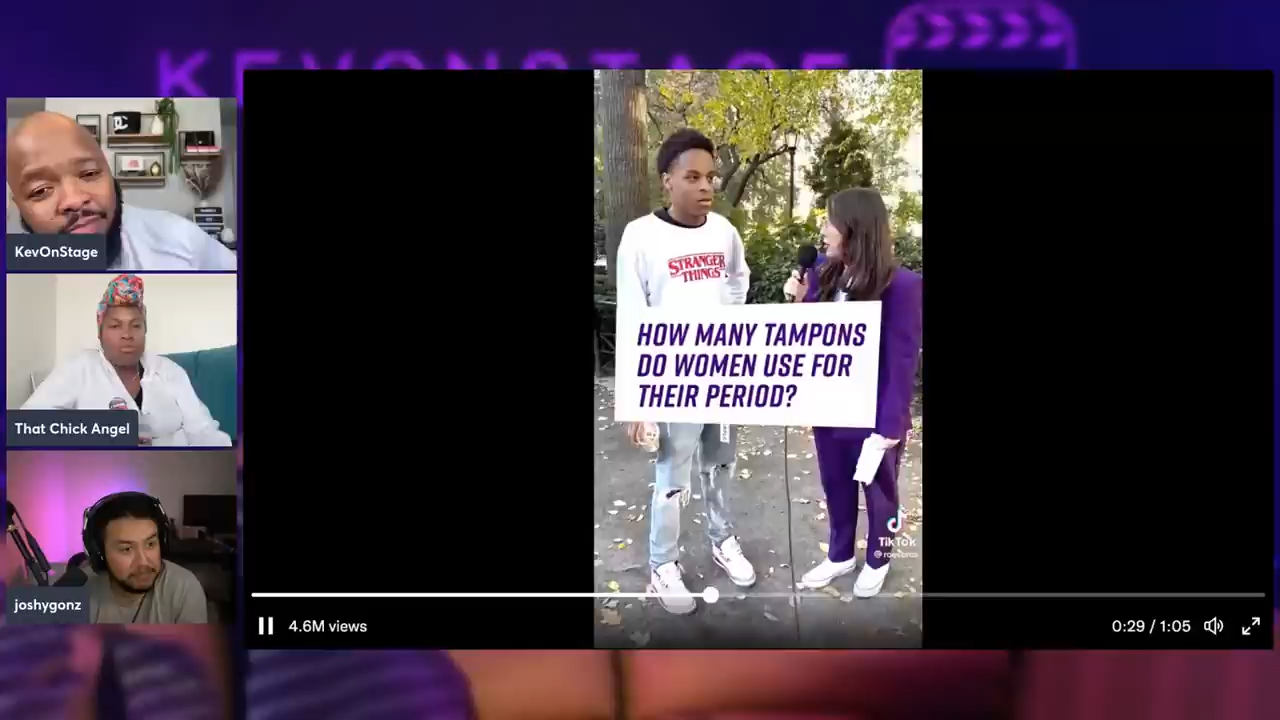 KEVONSTAGE
KevOnStage
That Chick Angel
joshygonz
STRANGER
THINGS
HOW MANY TAMPONS
DO WOMEN USE FOR
THEIR PERIOD?
TikTok
4.6M views
0:29 / 1:05